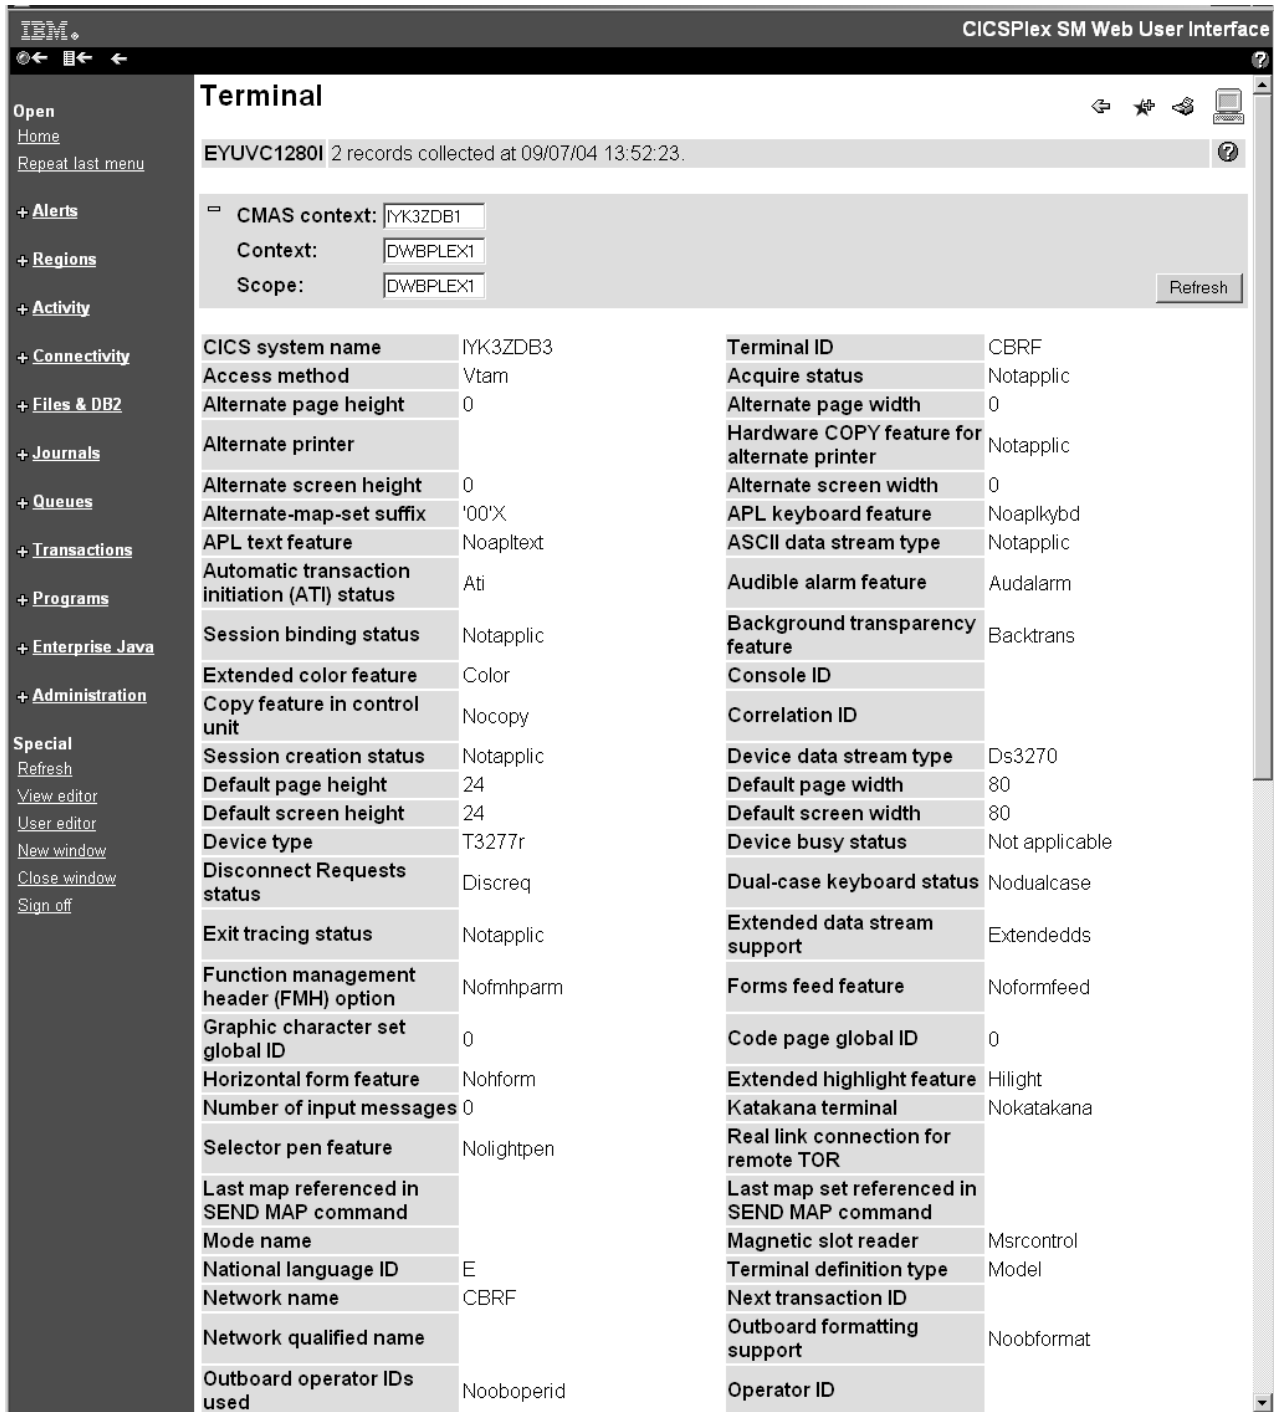 IBM.
CICSPlex SM Web User Interface
Open
Home
Repeat last menu
+ Alerts
+ Regions
+ Activity
+ Connectivity
+ Files & DB2
+ Journals
+ Queues
+ Transactions
+ Programs
+ Enterprise Java
+ Administration
Special
Refresh
View editor
User editor
New window
Close window
Sign off
Terminal
EYUVC1280I 2 records collected at 09/07/04 13:52:23.
CMAS context: IYK3ZDB1
Context: DWBPLEX1
Scope: DWBPLEX1
Refresh
CICS system name IYK3ZDB3 Terminal ID CBRF
Access method Vtam Acquire status Notapplic
Alternate page height 0 Alternate page width 0
Alternate printer Hardware COPY feature for
alternate printer Notapplic
Alternate screen height 0 Alternate screen width 0
Alternate-map-set suffix '00'X APL keyboard feature Noaplkybd
APL text feature Noapltext ASCII data stream type Notapplic
Automatic transaction
initiation (ATI) status Ati Audible alarm feature Audalarm
Session binding status Notapplic Background transparency
feature Backtrans
Extended color feature Color Console ID
Copy feature in control
unit Nocopy Correlation ID
Session creation status Notapplic Device data stream type Ds3270
Default page height 24 Default page width 80
Default screen height 24 Default screen width 80
Device type T3277r Device busy status Not applicable
Disconnect Requests
status Discreq Dual-case keyboard status Nodualcase
Exit tracing status Notapplic Extended data stream
support Extendedds
Function management
header (FMH) option Nofmhparm Forms feed feature Noformfeed
Graphic character set
global ID 0 Code page global ID 0
Horizontal form feature Nohform Extended highlight feature Hilight
Number of input messages 0 Katakana terminal Nokatakana
Selector pen feature Nolightpen Real link connection for
remote TOR
Last map referenced in Last map set referenced in
SEND MAP command SEND MAP command
Mode name Magnetic slot reader Msrcontrol
National language ID E Terminal definition type Model
Network name CBRF Next transaction ID
Network qualified name Outboard formatting
support Noobformat
Outboard operator IDs
used Nooboperid Operator ID